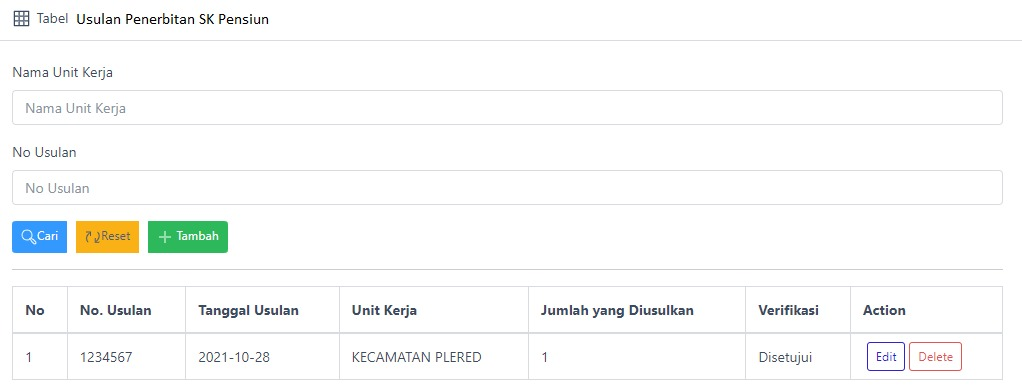 Tabel Usulan Penerbitan SK Pensiun
Nama Unit Kerja
Nama Unit Kerja
No Usulan
No Usulan
Cari Reset Tambah
No No. Usulan Tanggal Usulan Unit Kerja Jumlah yang Diusulkan Verifikasi Action
1 1234567 2021-10-28 KECAMATAN PLERED 1 Disetujui Edit Delete